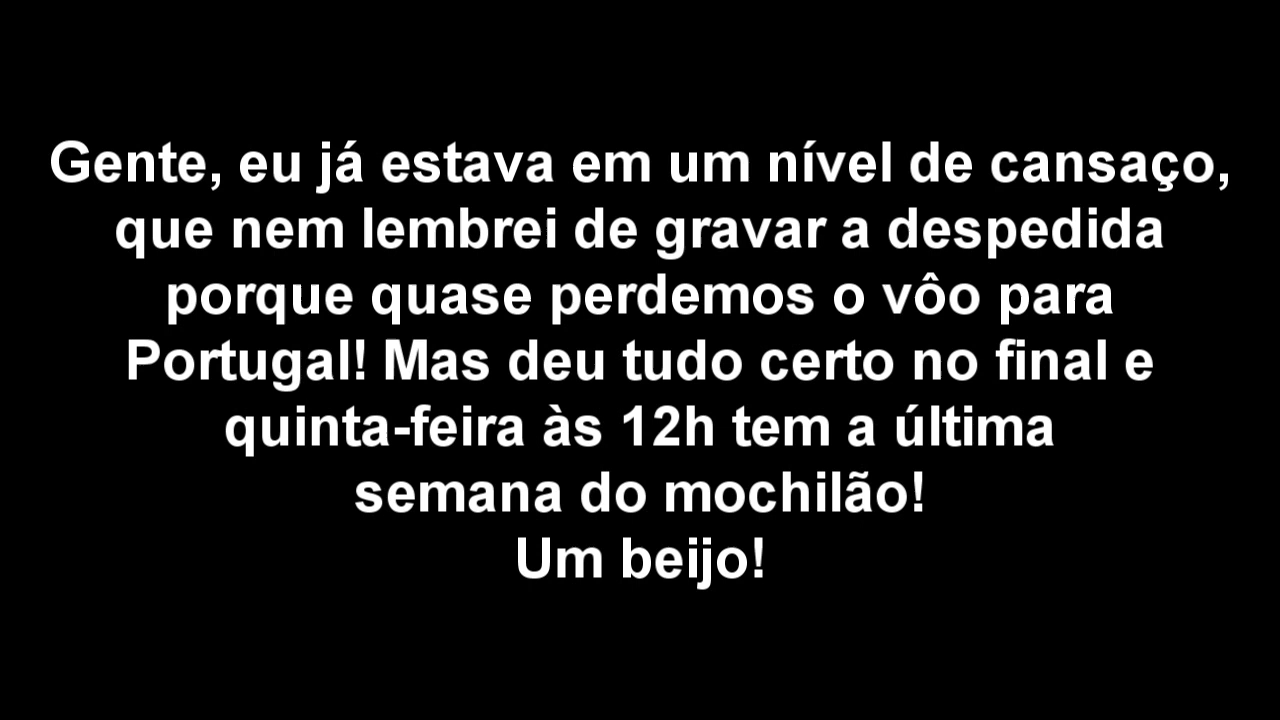 Gente, eu já estava em um nível de cansaço,
que nem lembrei de gravar a despedida
porque quase perdemos o vôo para
Portugal! Mas deu tudo certo no final e
quinta-feira às 12h tem a última
semana do mochilão!
Um beijo!